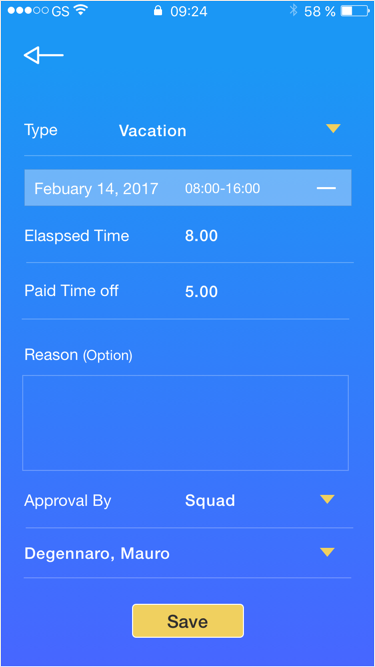 GS 09:24 58 %
Type Vacation
Febuary 14, 2017 08:00-16:00
Elaspsed Time 8.00
Paid Time off 5.00
Reason (Option)
Approval By Squad
Degennaro, Mauro
Save